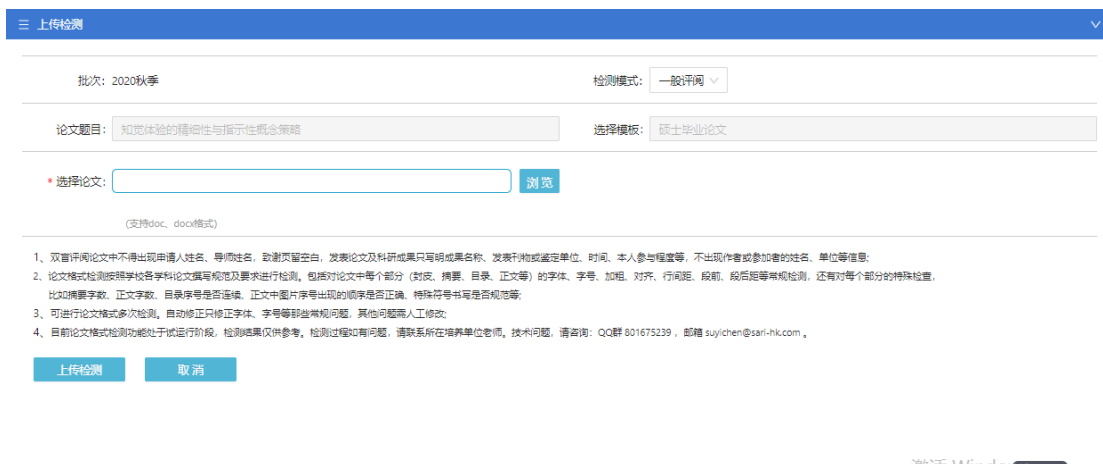 上传检测
批次： 2020秋季 检测模式： 一般评阅
论文题目： 知觉体验的精细性与指示性概念策略 选择模板： 硕士毕业论文
* 选择论文： 浏览
(支持doc、docx格式)
1、双盲评阅论文中不得出现申请人姓名、导师姓名，致谢页留空白，发表论文及科研成果只写明成果名称、发表刊物或鉴定单位、时间、本人参与程度等，不出现作者或参加者的姓名、单位等信息;
2、论文格式检测按照学校各学科论文撰写规范及要求进行检测。包括对论文中每个部分（封皮、摘要、目录、正文等）的字体、字号、加粗、对齐、行间距、段前、段后距等常规检测，还有对每个部分的特殊检查，
比如摘要字数、正文字数、目录序号是否连续、正文中图片序号出现的顺序是否正确、特殊符号书写是否规范等;
3、可进行论文格式多次检测。自动修正只修正字体、字号等那些常规问题，其他问题需人工修改;
4、目前论文格式检测功能处于试运行阶段，检测结果仅供参考。检测过程如有问题，请联系所在培养单位老师。技术问题，请咨询：QQ群 801675239 ，邮箱 suyichen@sari-hk.com 。
上传检测 取消
激活 Windo